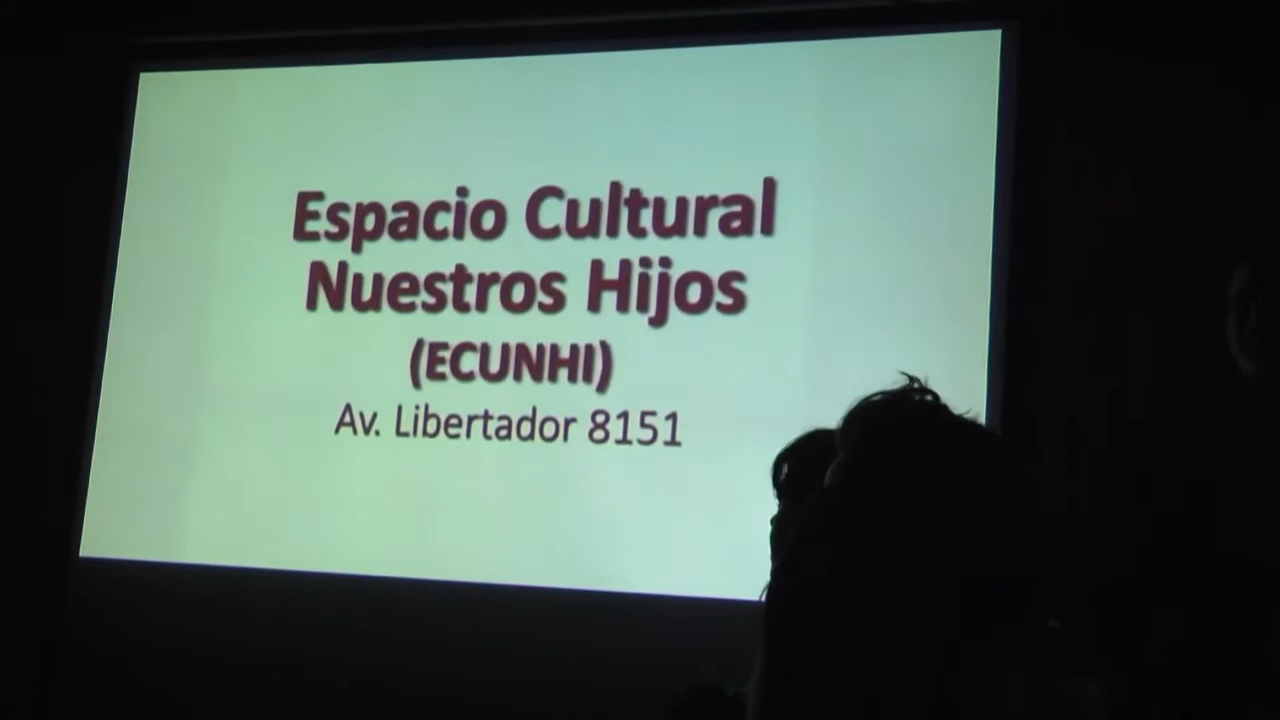 Espacio Cultural
Nuestros Hijos
(ECUNHI)
Av. Libertador 8151